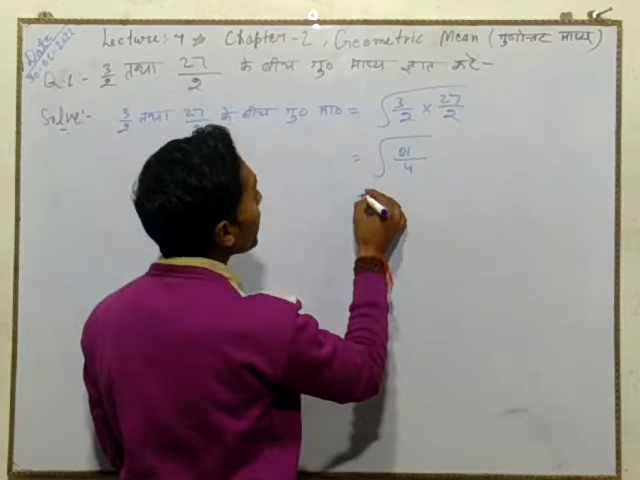 Date 30-01-2022
Lecture:-4 Chapter-2, Geometric Mean (गुणोत्तर माध्य)
Q.1:- 3/2 तथा 27/2 के बीच गु० माध्य ज्ञात करें-
Solve:- 3/2 तथा 27/ के बीच गु० मा० = √(3/2 × 27/2)
= √(81/4)